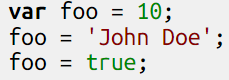 var foo = 10;
foo = 'John Doe';
foo = true;